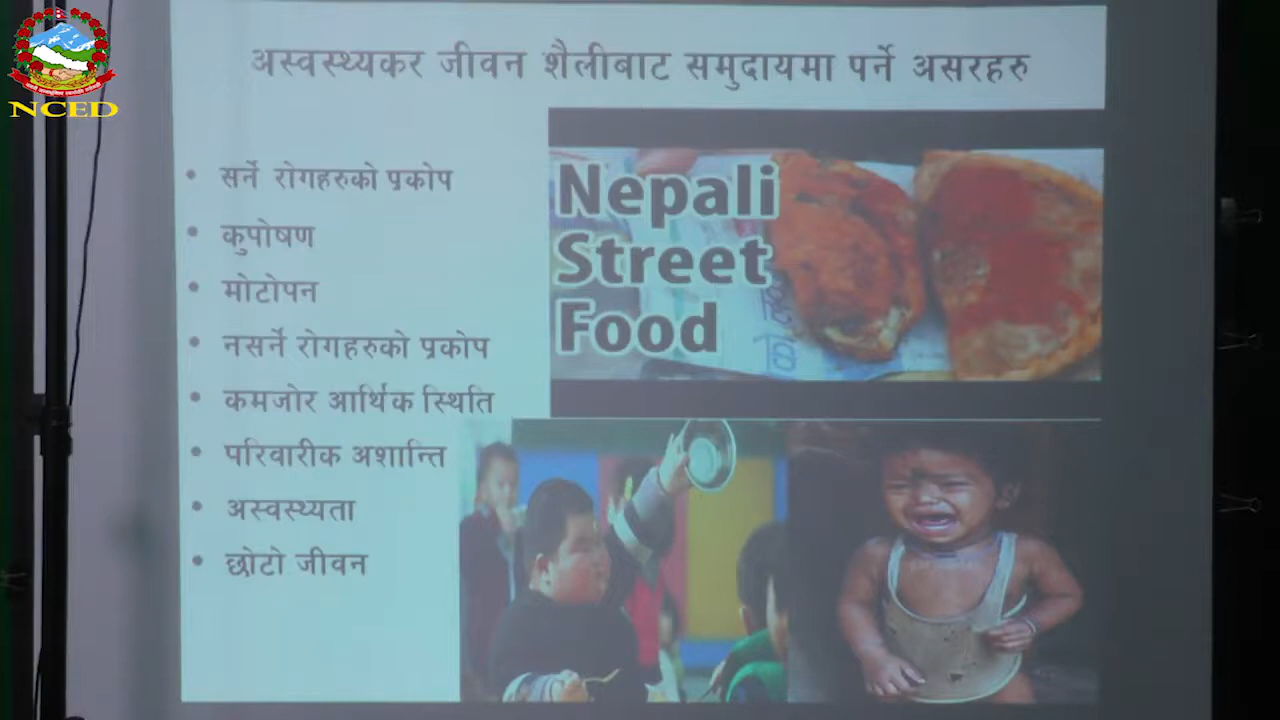 NCED
अस्वस्थ्यकर जीवन शैलीबाट समुदायमा पर्ने असरहरु
• सर्ने रोगहरुको प्रकोप
• कुपोषण
• मोटोपन
• नसर्ने रोगहरुको प्रकोप
• कमजोर आर्थिक स्थिति
• परिवारीक अशान्ति
• अस्वस्थ्यता
• छोटो जीवन
Nepali
Street
Food